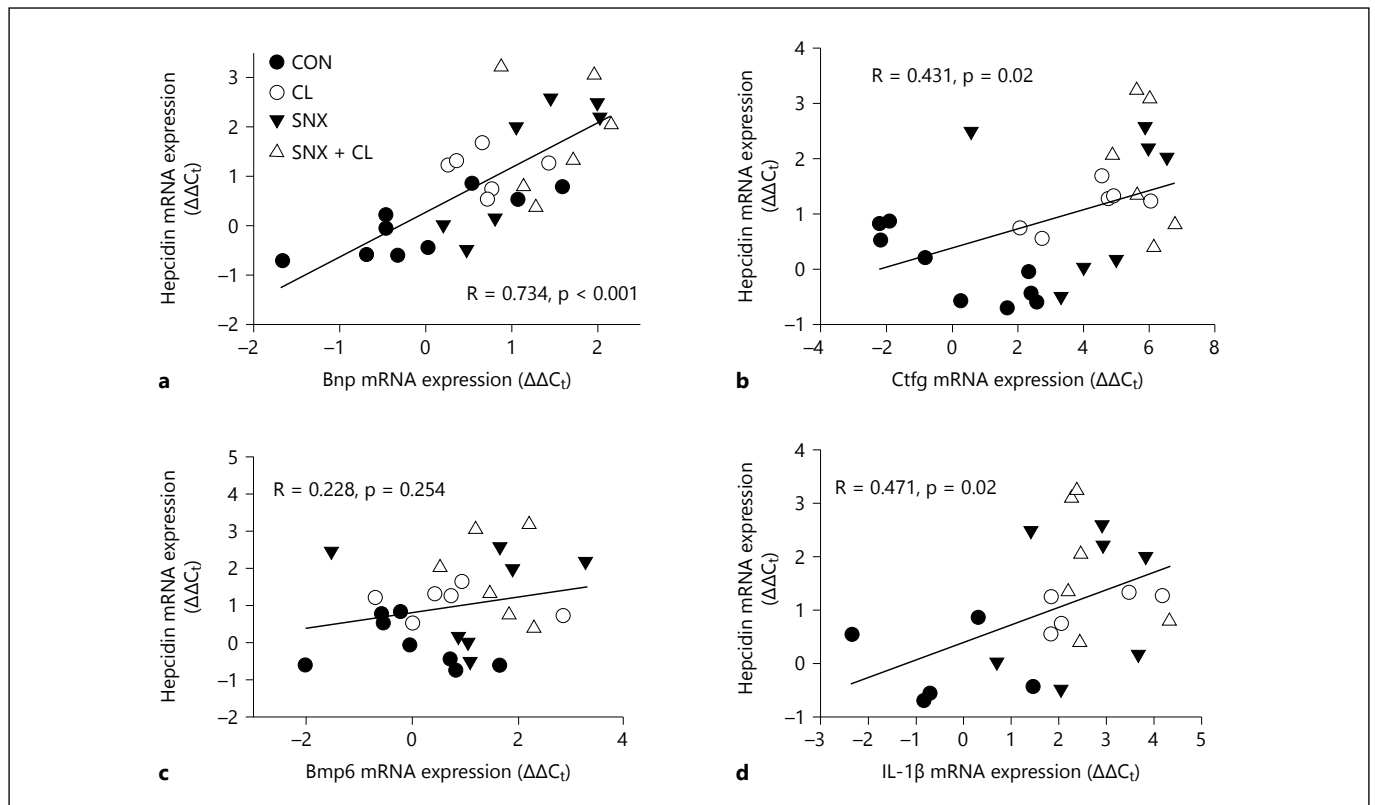 Hepcidin mRNA expression
(ΔΔCt)
3
2
1
0
–1
–2
CON
CL
SNX
SNX + CL
R = 0.734, p < 0.001
–2
–1
0
1
2
Bnp mRNA expression (ΔΔCt)
a
Hepcidin mRNA expression
(ΔΔCt)
4
3
2
1
0
–1
R = 0.431, p = 0.02
–4
–2
0
2
4
6
8
Ctfg mRNA expression (ΔΔCt)
b
Hepcidin mRNA expression
(ΔΔCt)
5
4
3
2
1
0
–1
–2
R = 0.228, p = 0.254
–2
0
2
4
Bmp6 mRNA expression (ΔΔCt)
c
Hepcidin mRNA expression
(ΔΔCt)
4
3
2
1
0
–1
R = 0.471, p = 0.02
–3
–2
–1
0
1
2
3
4
5
IL-1β mRNA expression (ΔΔCt)
d